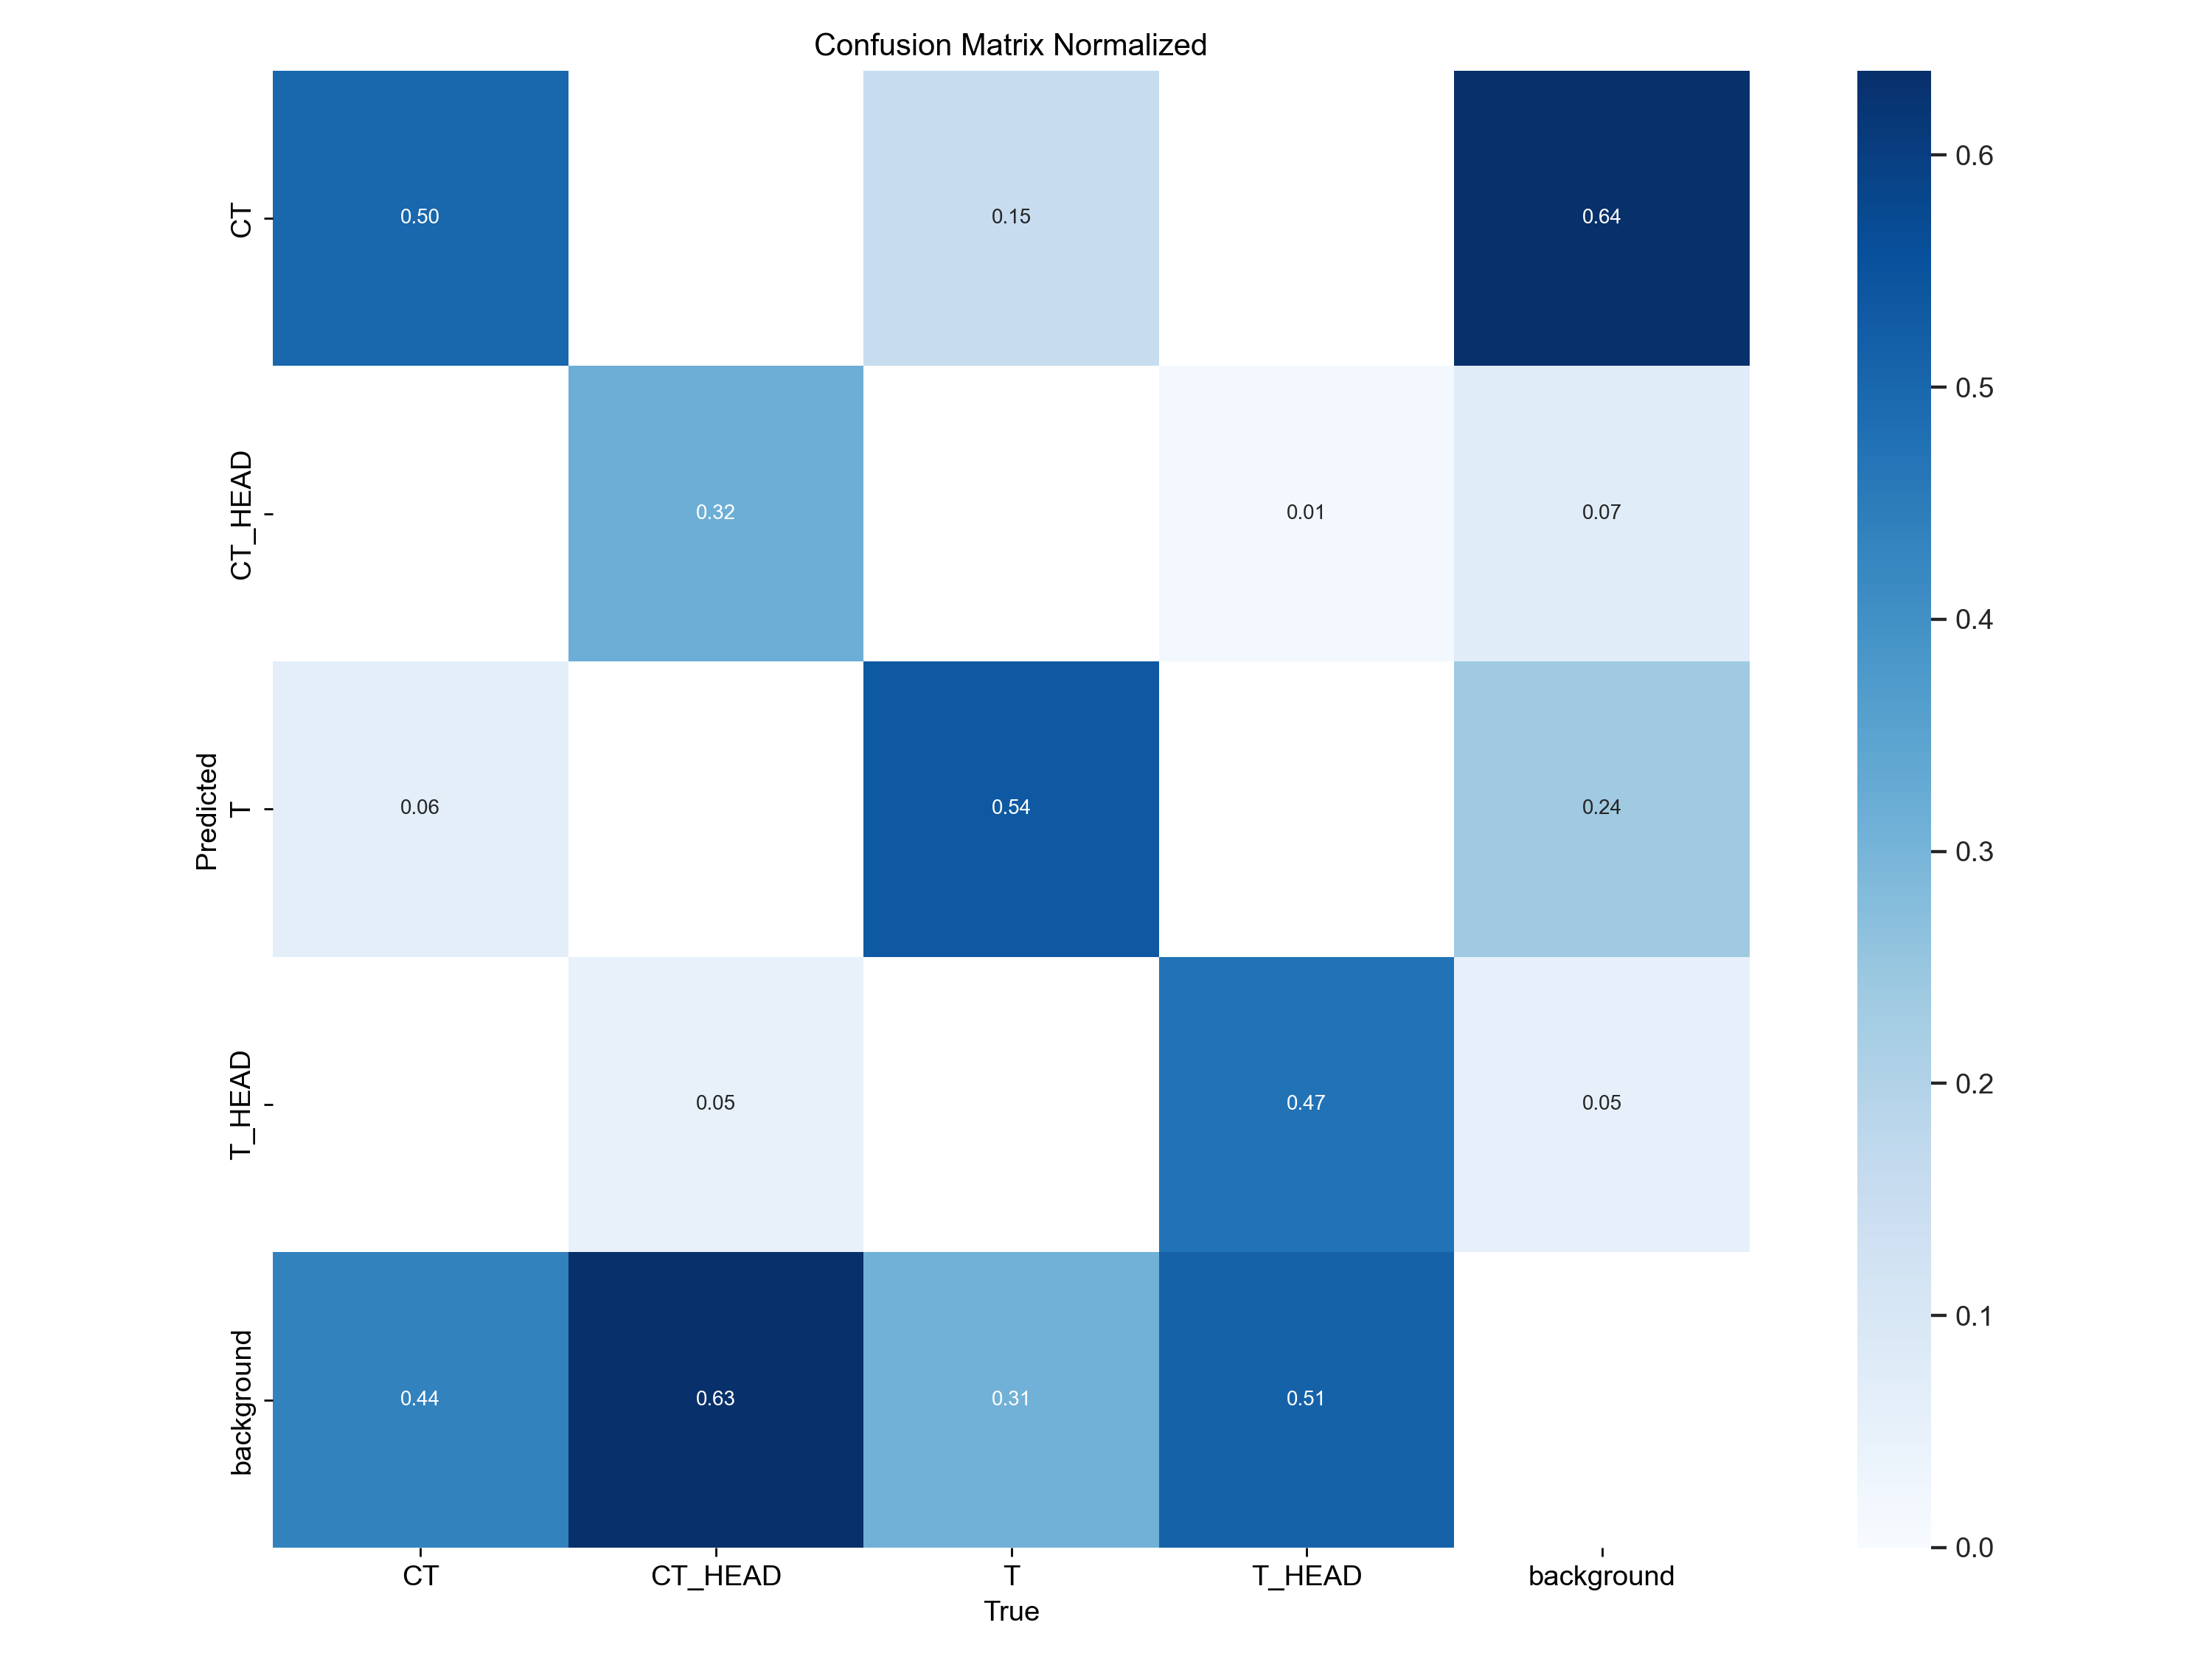 Confusion Matrix Normalized
CT
0.50
0.15
0.64
0.6
0.5
CT_HEAD
0.32
0.01
0.07
0.4
Predicted
T
0.06
0.54
0.24
0.3
0.2
T_HEAD
0.05
0.47
0.05
0.1
background
0.44
0.63
0.31
0.51
0.0
CT
CT_HEAD
T
T_HEAD
background
True